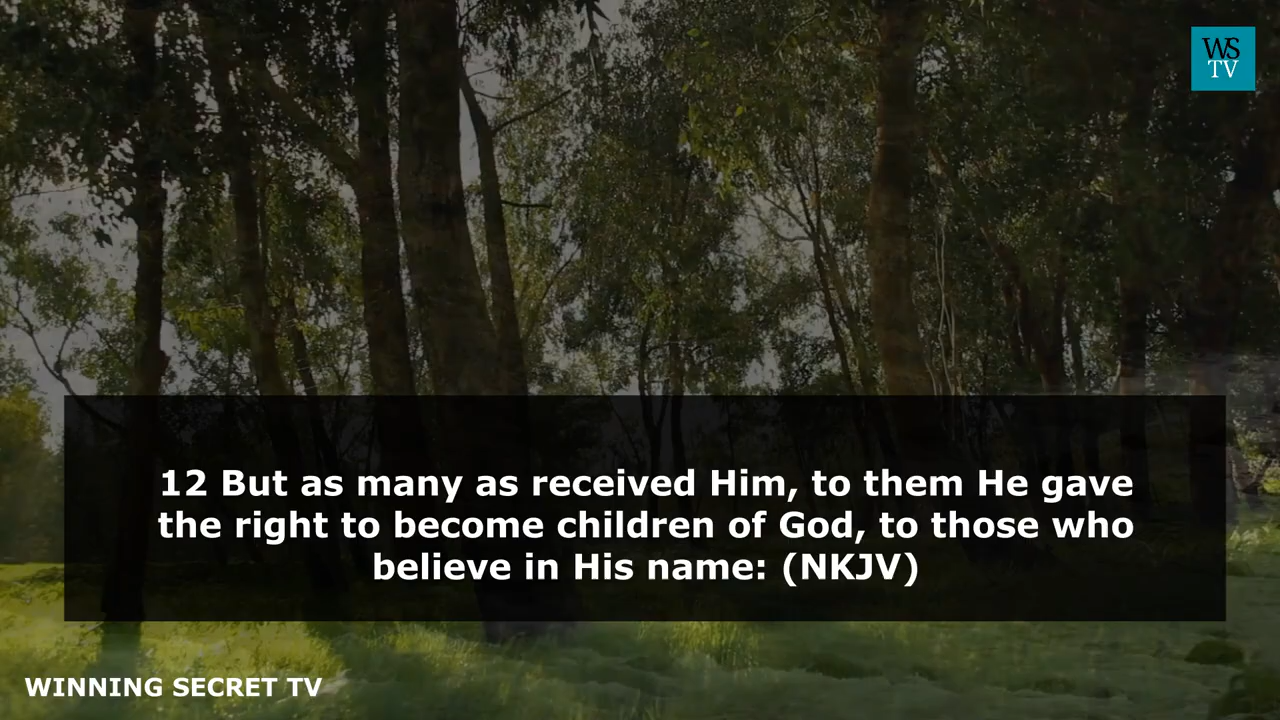 WS
TV
12 But as many as received Him, to them He gave
the right to become children of God, to those who
believe in His name: (NKJV)
WINNING SECRET TV